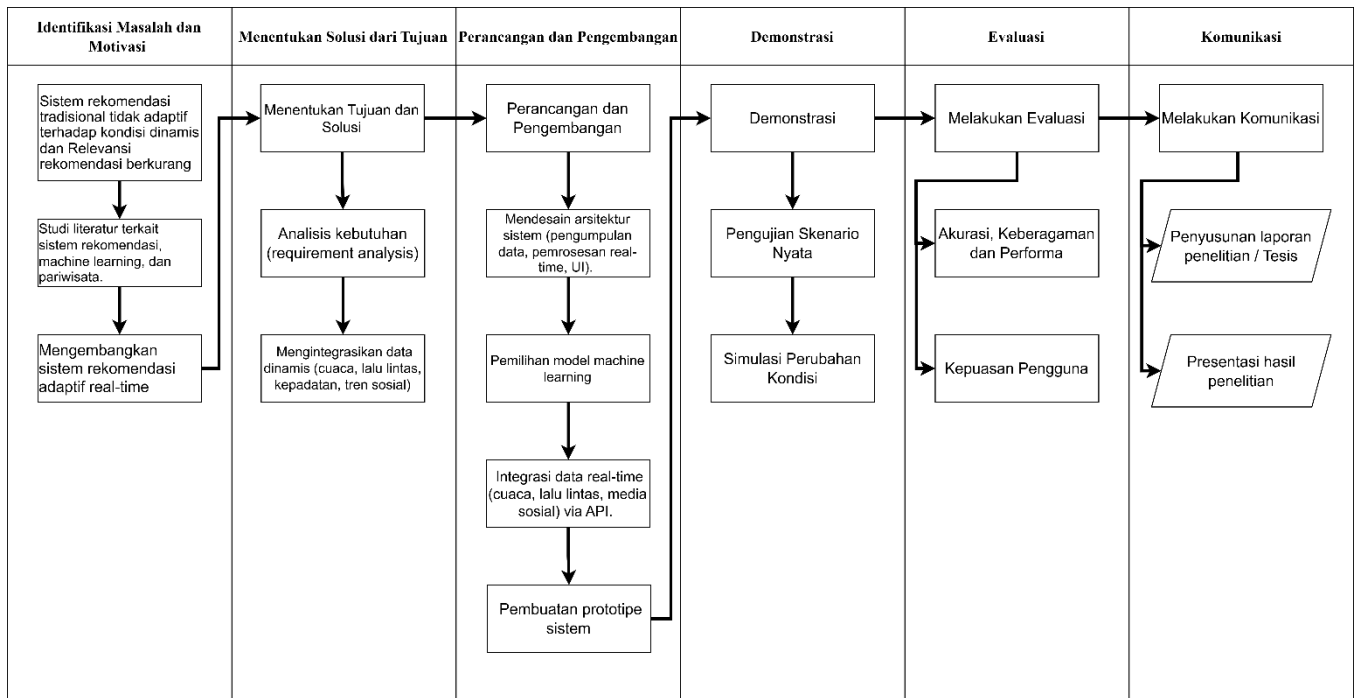 Identifikasi Masalah dan
Motivasi
Menentukan Solusi dari Tujuan
Perancangan dan Pengembangan
Demonstrasi
Evaluasi
Komunikasi
Sistem rekomendasi
tradisional tidak adaptif
terhadap kondisi dinamis
dan Relevansi
rekomendasi berkurang
Studi literatur terkait
sistem rekomendasi,
machine learning, dan
pariwisata.
Mengembangkan
sistem rekomendasi
adaptif real-time
Menentukan Tujuan dan
Solusi
Analisis kebutuhan
(requirement analysis)
Mengintegrasikan data
dinamis (cuaca, lalu lintas,
kepadatan, tren sosial)
Perancangan dan
Pengembangan
Mendesain arsitektur
sistem (pengumpulan
data, pemrosesan real-
time, UI).
Pemilihan model machine
learning
Integrasi data real-time
(cuaca, lalu lintas, media
sosial) via API.
Pembuatan prototipe
sistem
Demonstrasi
Pengujian Skenario
Nyata
Simulasi Perubahan
Kondisi
Melakukan Evaluasi
Akurasi, Keberagaman
dan Performa
Kepuasan Pengguna
Melakukan Komunikasi
Penyusunan laporan
penelitian / Tesis
Presentasi hasil
penelitian